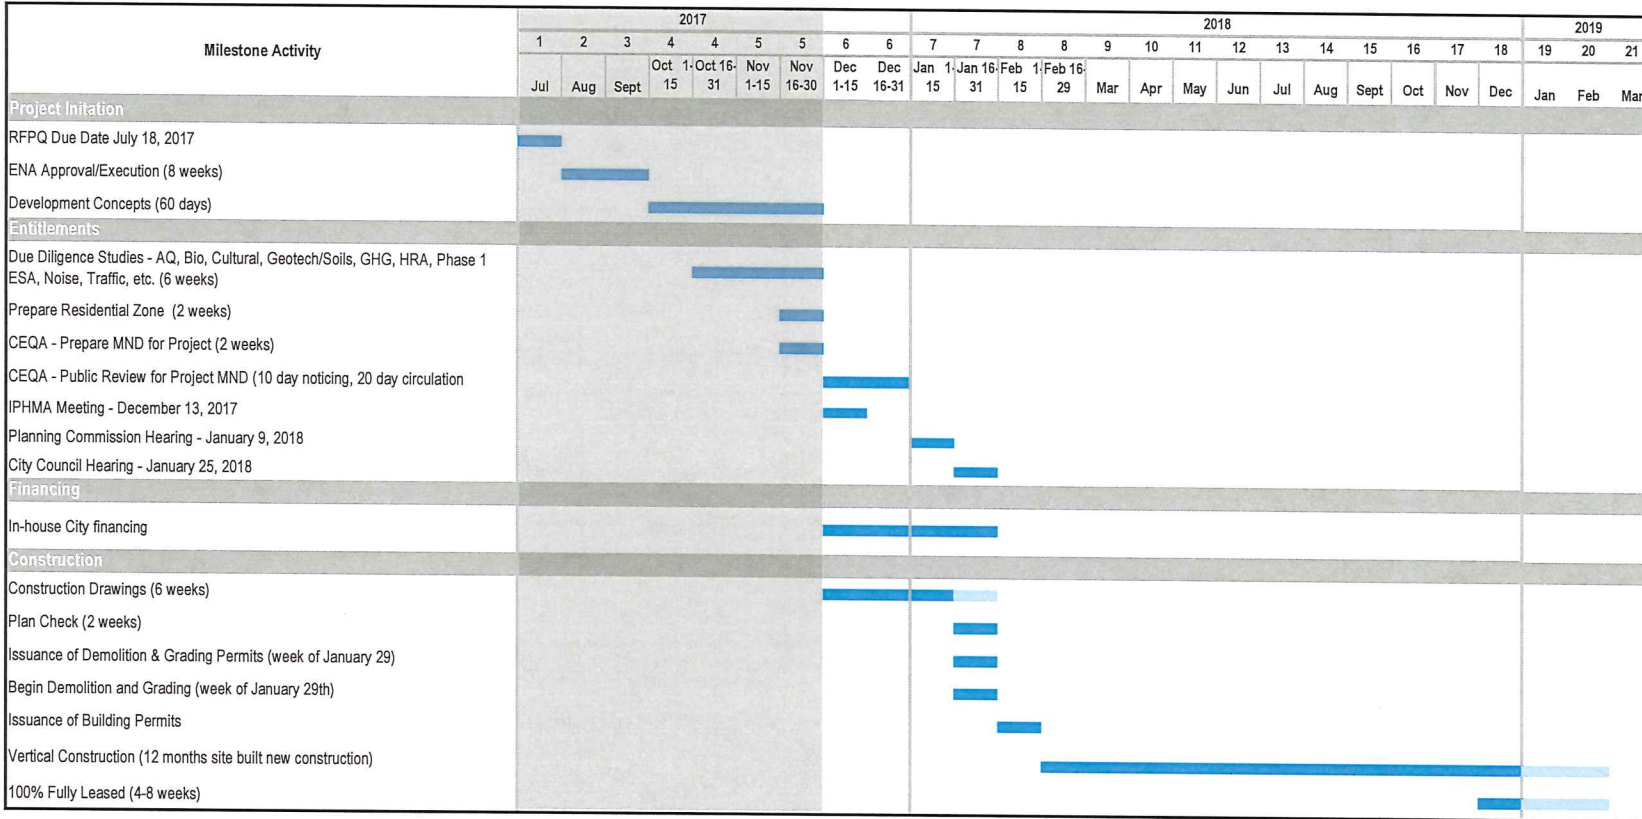 2017 2018 2019
Milestone Activity
1 2 3 4 4 5 5 6 6 7 7 8 8 9 10 11 12 13 14 15 16 17 18 19 20 21
Jul Aug Sept Oct 1-15 Oct 16-31 Nov 1-15 Nov 16-30 Dec 1-15 Dec 16-31 Jan 1-15 Jan 16-31 Feb 1-15 Feb 16-29 Mar Apr May Jun Jul Aug Sept Oct Nov Dec Jan Feb Mar
Project Initation
RFPQ Due Date July 18, 2017
ENA Approval/Execution (8 weeks)
Development Concepts (60 days)
Entitlements
Due Diligence Studies - AQ, Bio, Cultural, Geotech/Soils, GHG, HRA, Phase 1
ESA, Noise, Traffic, etc. (6 weeks)
Prepare Residential Zone (2 weeks)
CEQA - Prepare MND for Project (2 weeks)
CEQA - Public Review for Project MND (10 day noticing, 20 day circulation
IPHMA Meeting - December 13, 2017
Planning Commission Hearing - January 9, 2018
City Council Hearing - January 25, 2018
Financing
In-house City financing
Construction
Construction Drawings (6 weeks)
Plan Check (2 weeks)
Issuance of Demolition & Grading Permits (week of January 29)
Begin Demolition and Grading (week of January 29th)
Issuance of Building Permits
Vertical Construction (12 months site built new construction)
100% Fully Leased (4-8 weeks)